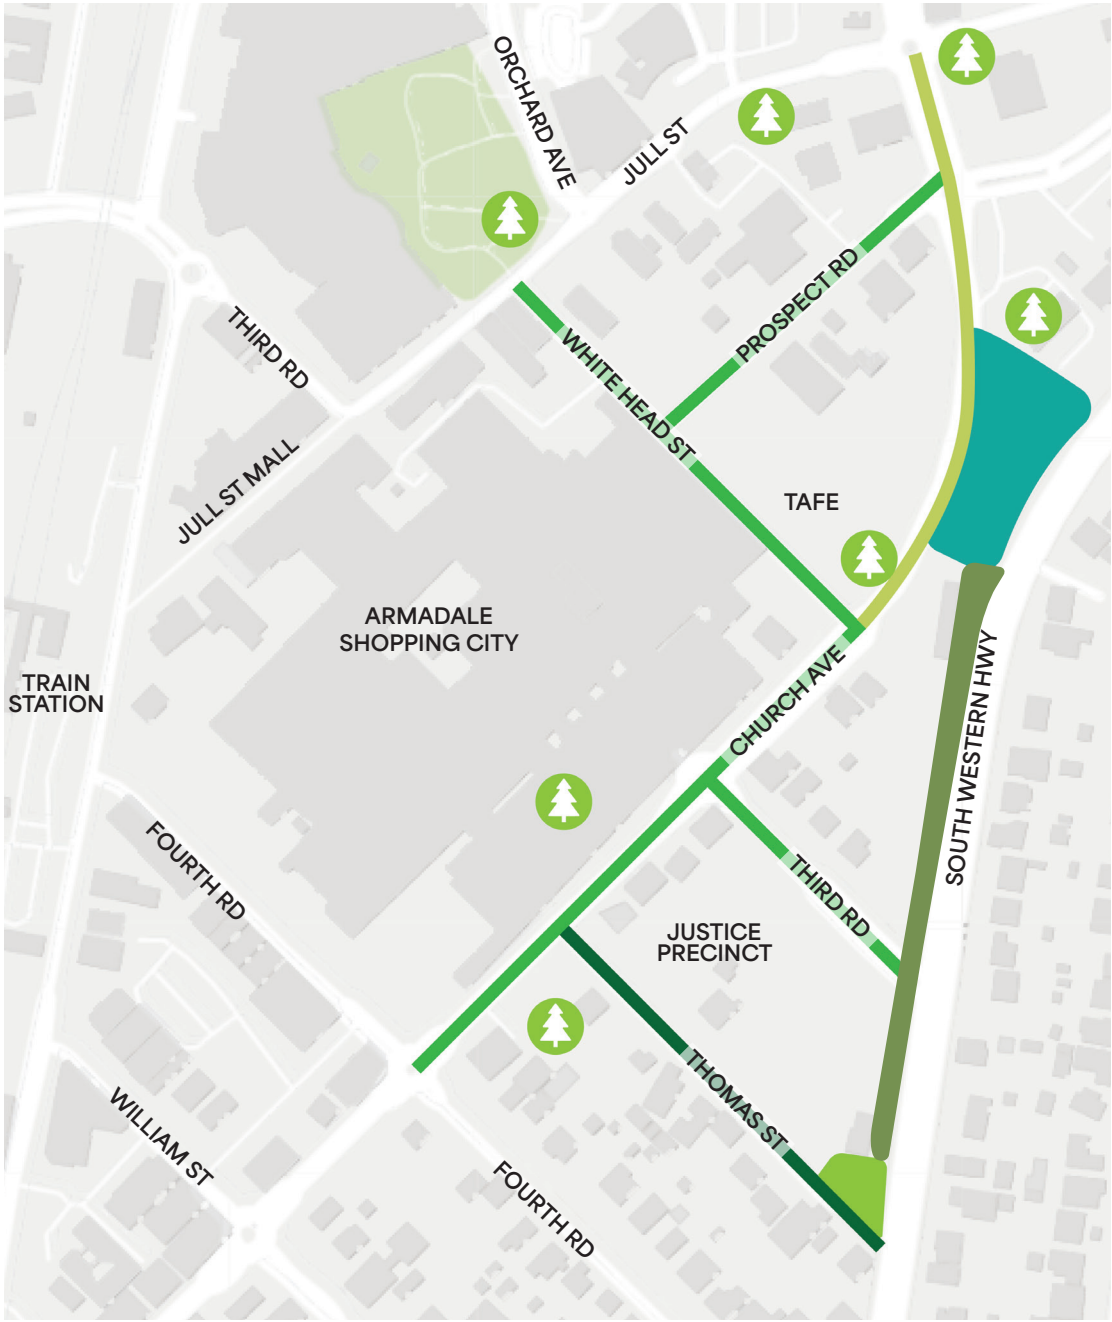 ORCHARD AVE
JULL ST
PROSPECT RD
THIRD RD
WHITE HEAD ST
JULL ST MALL
TAFE
ARMADALE
SHOPPING CITY
TRAIN
STATION
CHURCH AVE
SOUTH WESTERN HWY
FOURTH RD
THIRD RD
JUSTICE
PRECINCT
THOMAS ST
WILLIAM ST
FOURTH RD